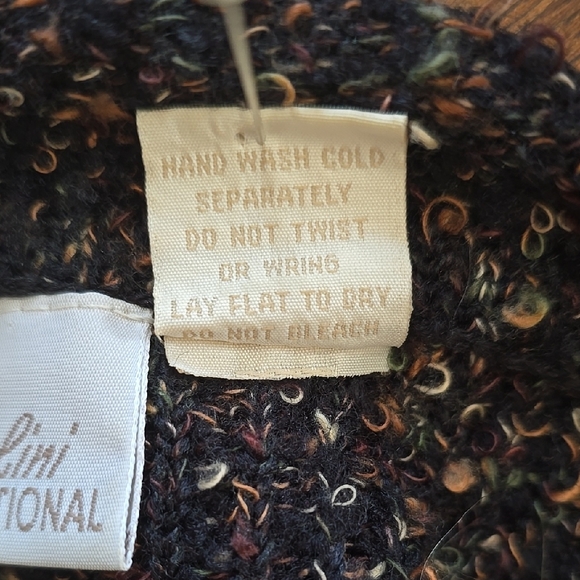 HAND WASH COLD
SEPARATELY
DO NOT TWIST
OR WRING
LAY FLAT TO DRY
DO NOT BLEACH
lini
TIONAL